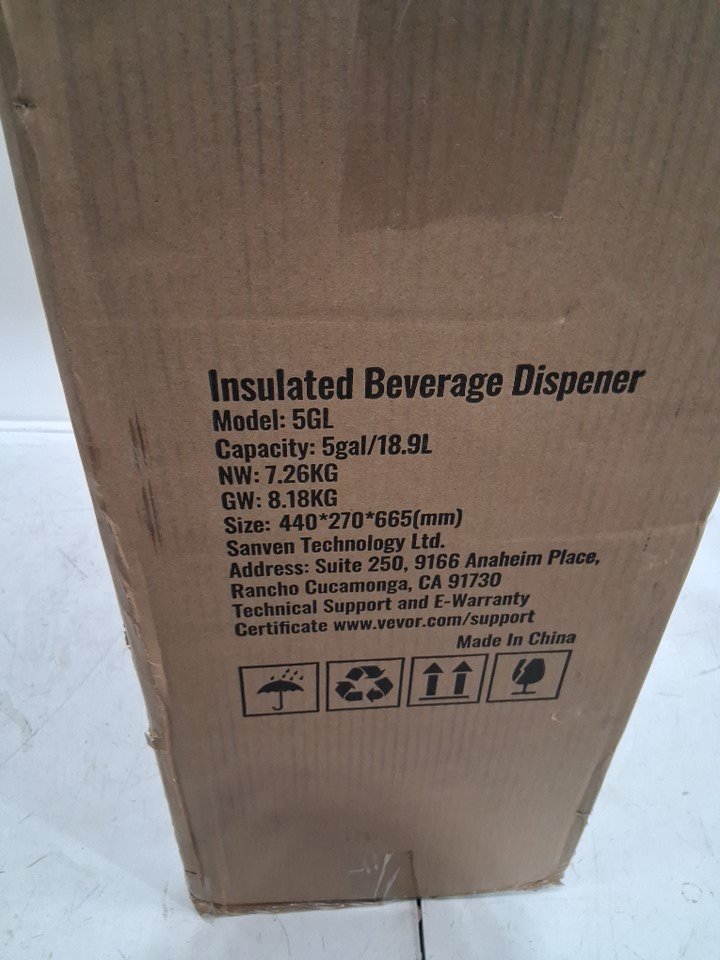 Insulated Beverage Dispener
Model: 5GL
Capacity: 5gal/18.9L
NW: 7.26KG
GW: 8.18KG
Size: 440*270*665(mm)
Sanven Technology Ltd.
Address: Suite 250, 9166 Anaheim Place,
Rancho Cucamonga, CA 91730
Technical Support and E-Warranty
Certificate www.vevor.com/support
Made In China